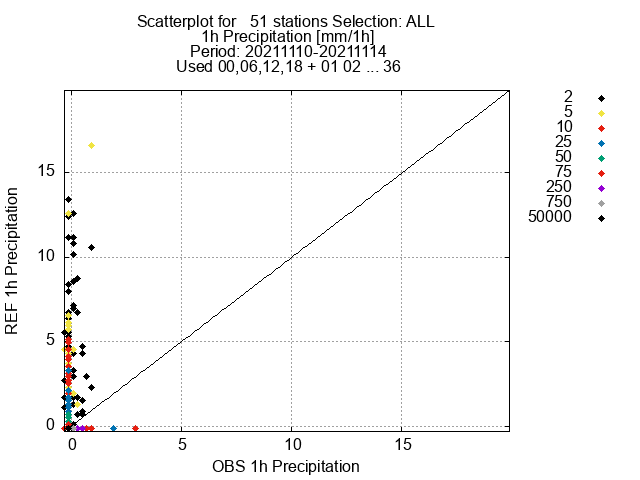 Scatterplot for 51 stations Selection: ALL
1h Precipitation [mm/1h]
Period: 20211110-20211114
Used 00,06,12,18 + 01 02 ... 36
2
5
10
25
50
75
250
750
50000
15
10
5
0
REF 1h Precipitation
0 5 10 15
OBS 1h Precipitation